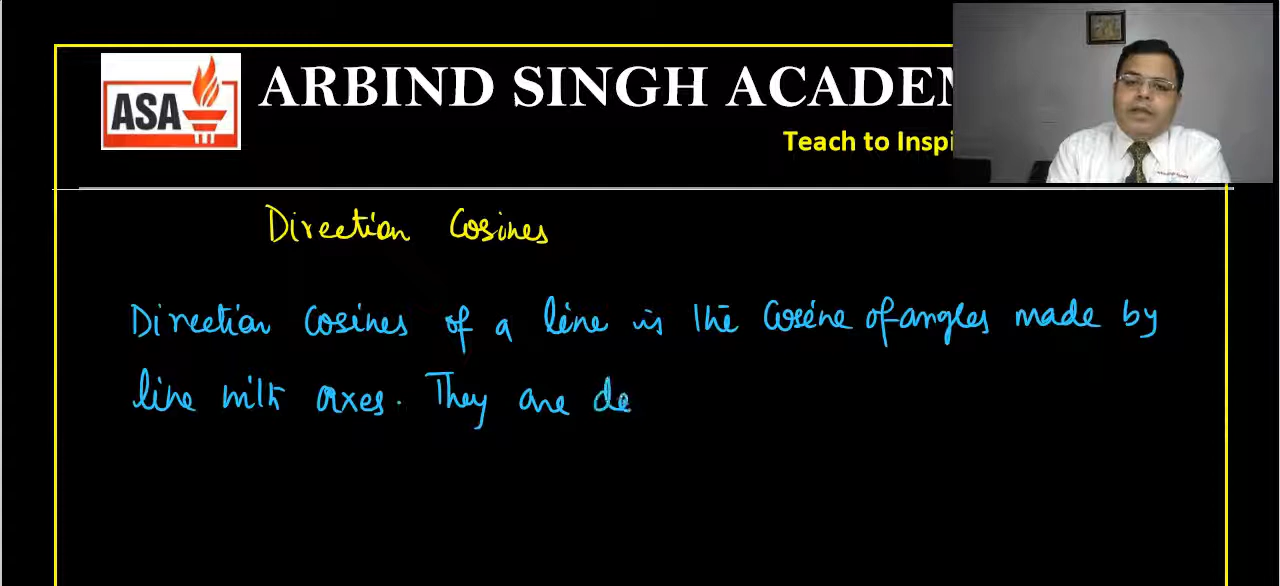 ASA
ARBIND SINGH ACADEM
Teach to Inspi
Direction Cosines
Direction Cosines of a line is the Cosine of angles made by
line with axes. They are de